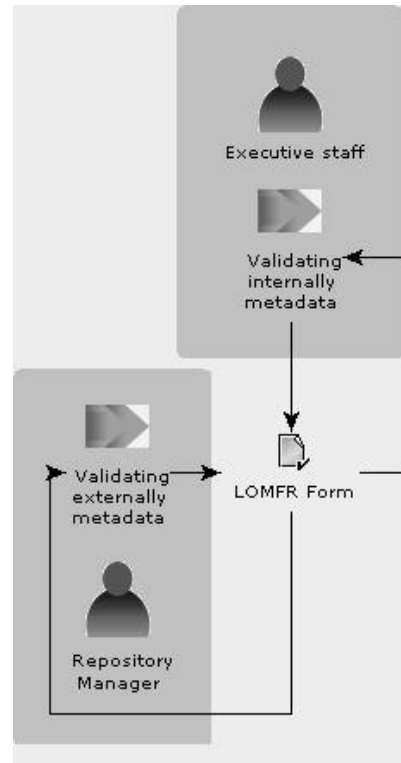 Executive staff
Validating
internally
metadata
Validating
externally
metadata
LOMFR Form
Repository
Manager